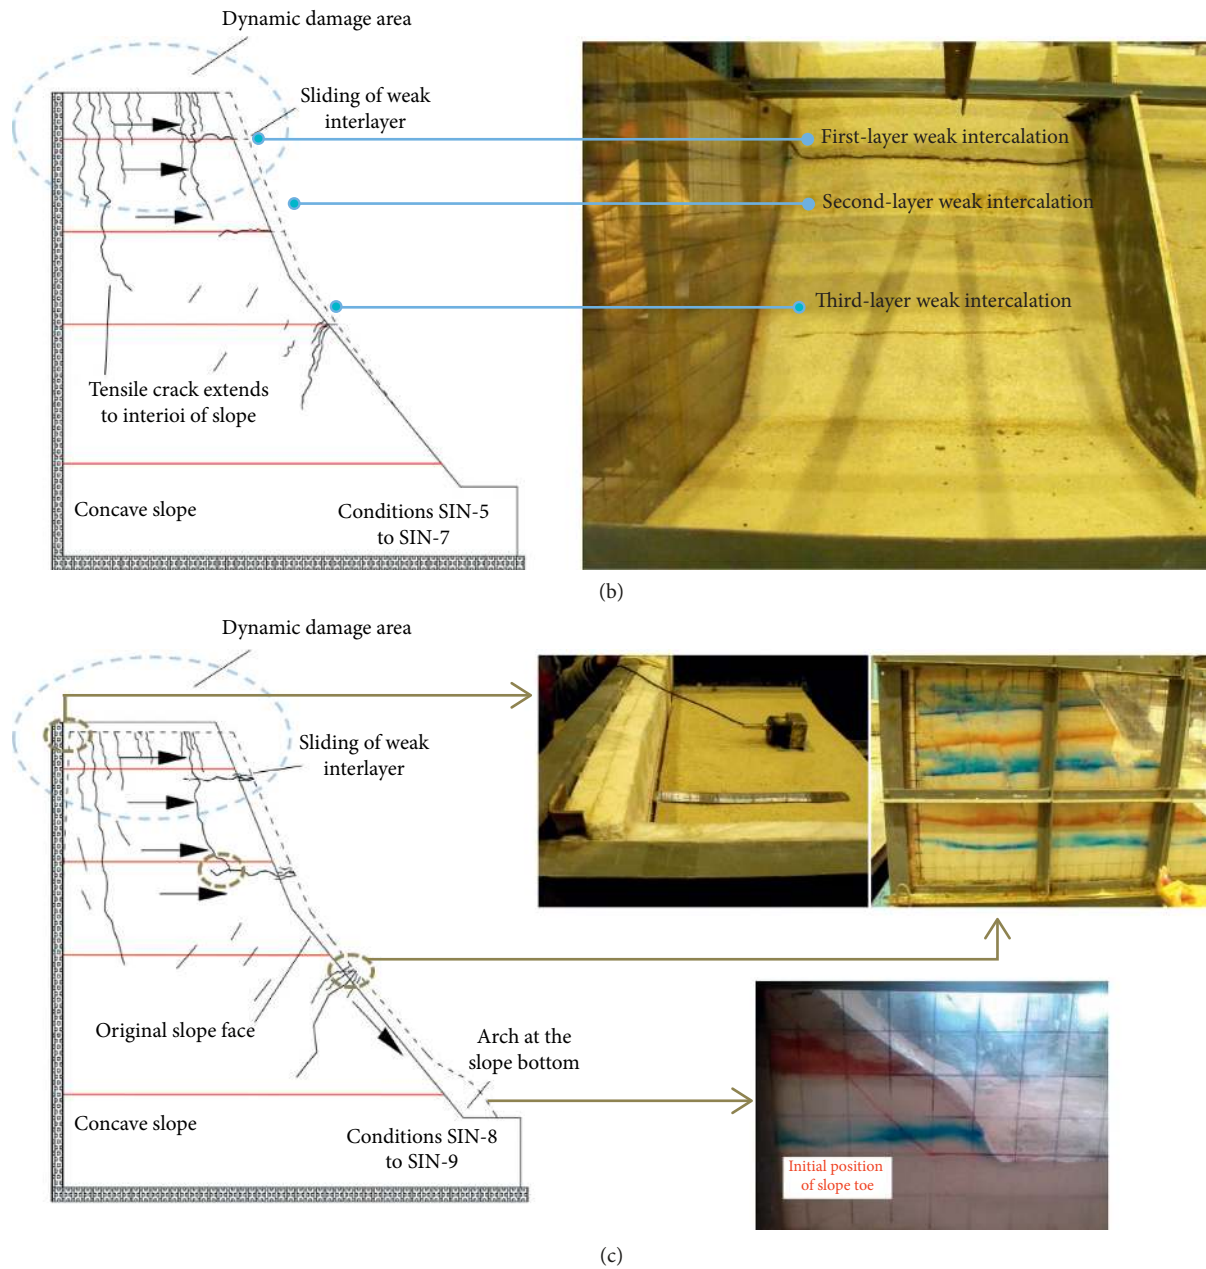 Dynamic damage area
Sliding of weak
interlayer
First-layer weak intercalation
Second-layer weak intercalation
Third-layer weak intercalation
Tensile crack extends
to interioi of slope
Concave slope
Conditions SIN-5
to SIN-7
(b)
Dynamic damage area
Sliding of weak
interlayer
Original slope face
Arch at the
slope bottom
Concave slope
Conditions SIN-8
to SIN-9
Initial position
of slope toe
(c)